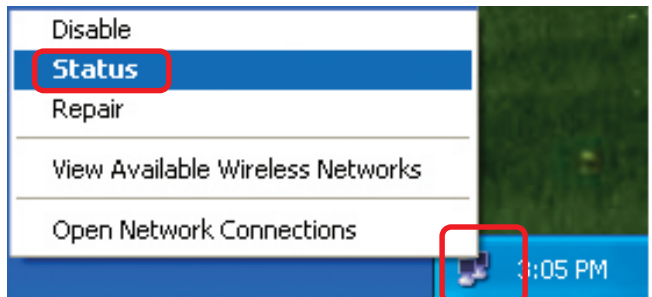 Disable
Status
Repair
View Available Wireless Networks
Open Network Connections
3:05 PM